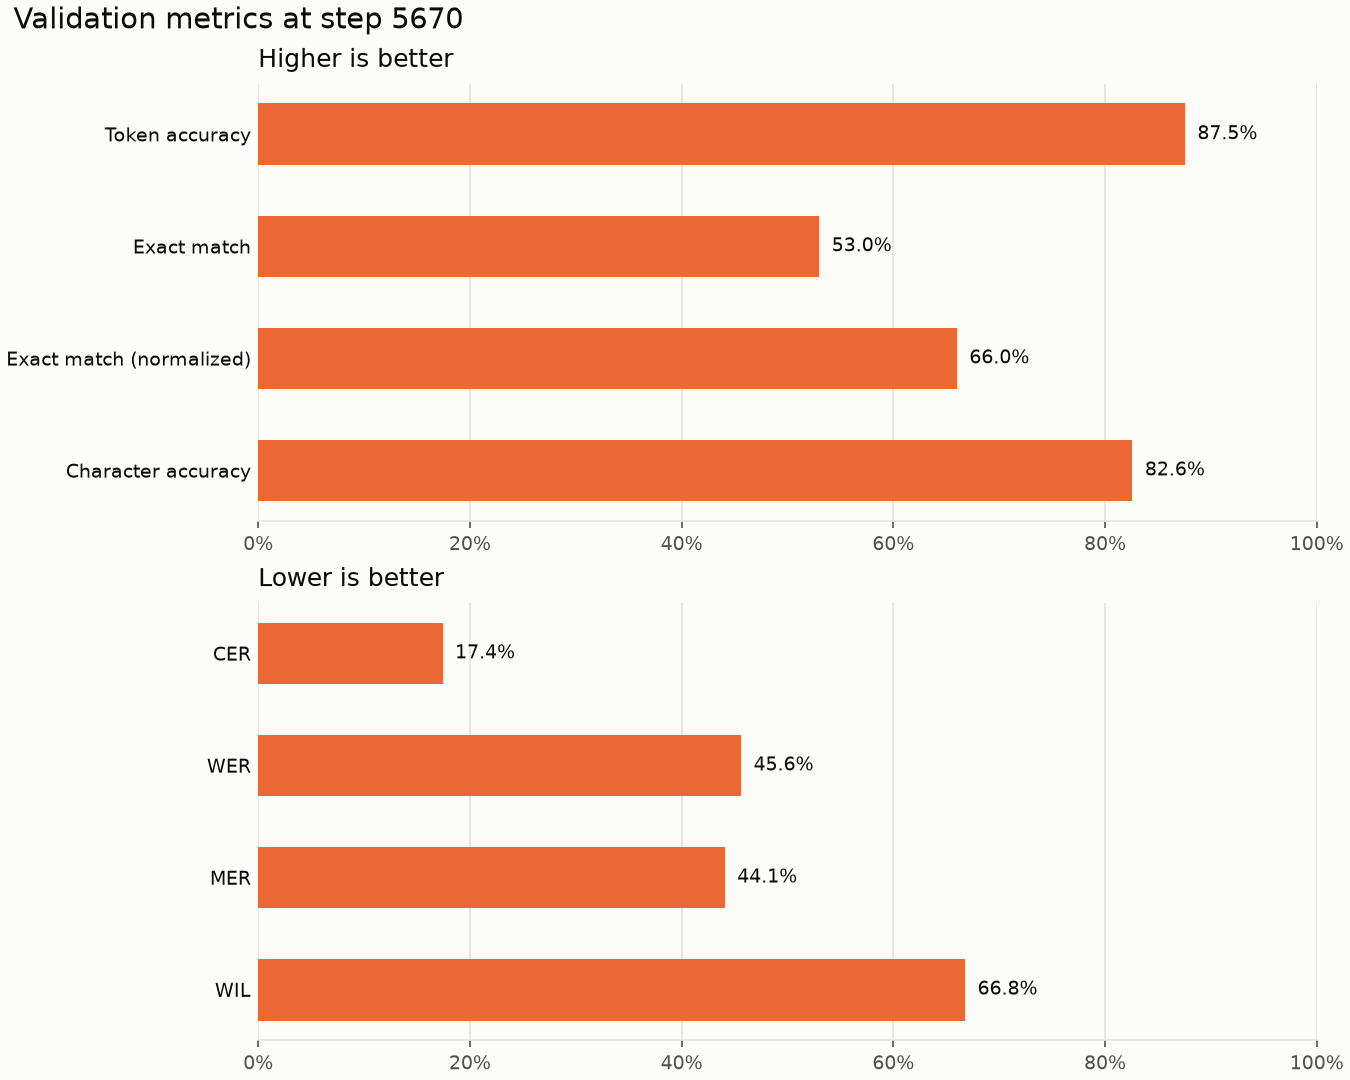 Validation metrics at step 5670
Higher is better
Token accuracy 87.5%
Exact match 53.0%
Exact match (normalized) 66.0%
Character accuracy 82.6%
0% 20% 40% 60% 80% 100%
Lower is better
CER 17.4%
WER 45.6%
MER 44.1%
WIL 66.8%
0% 20% 40% 60% 80% 100%